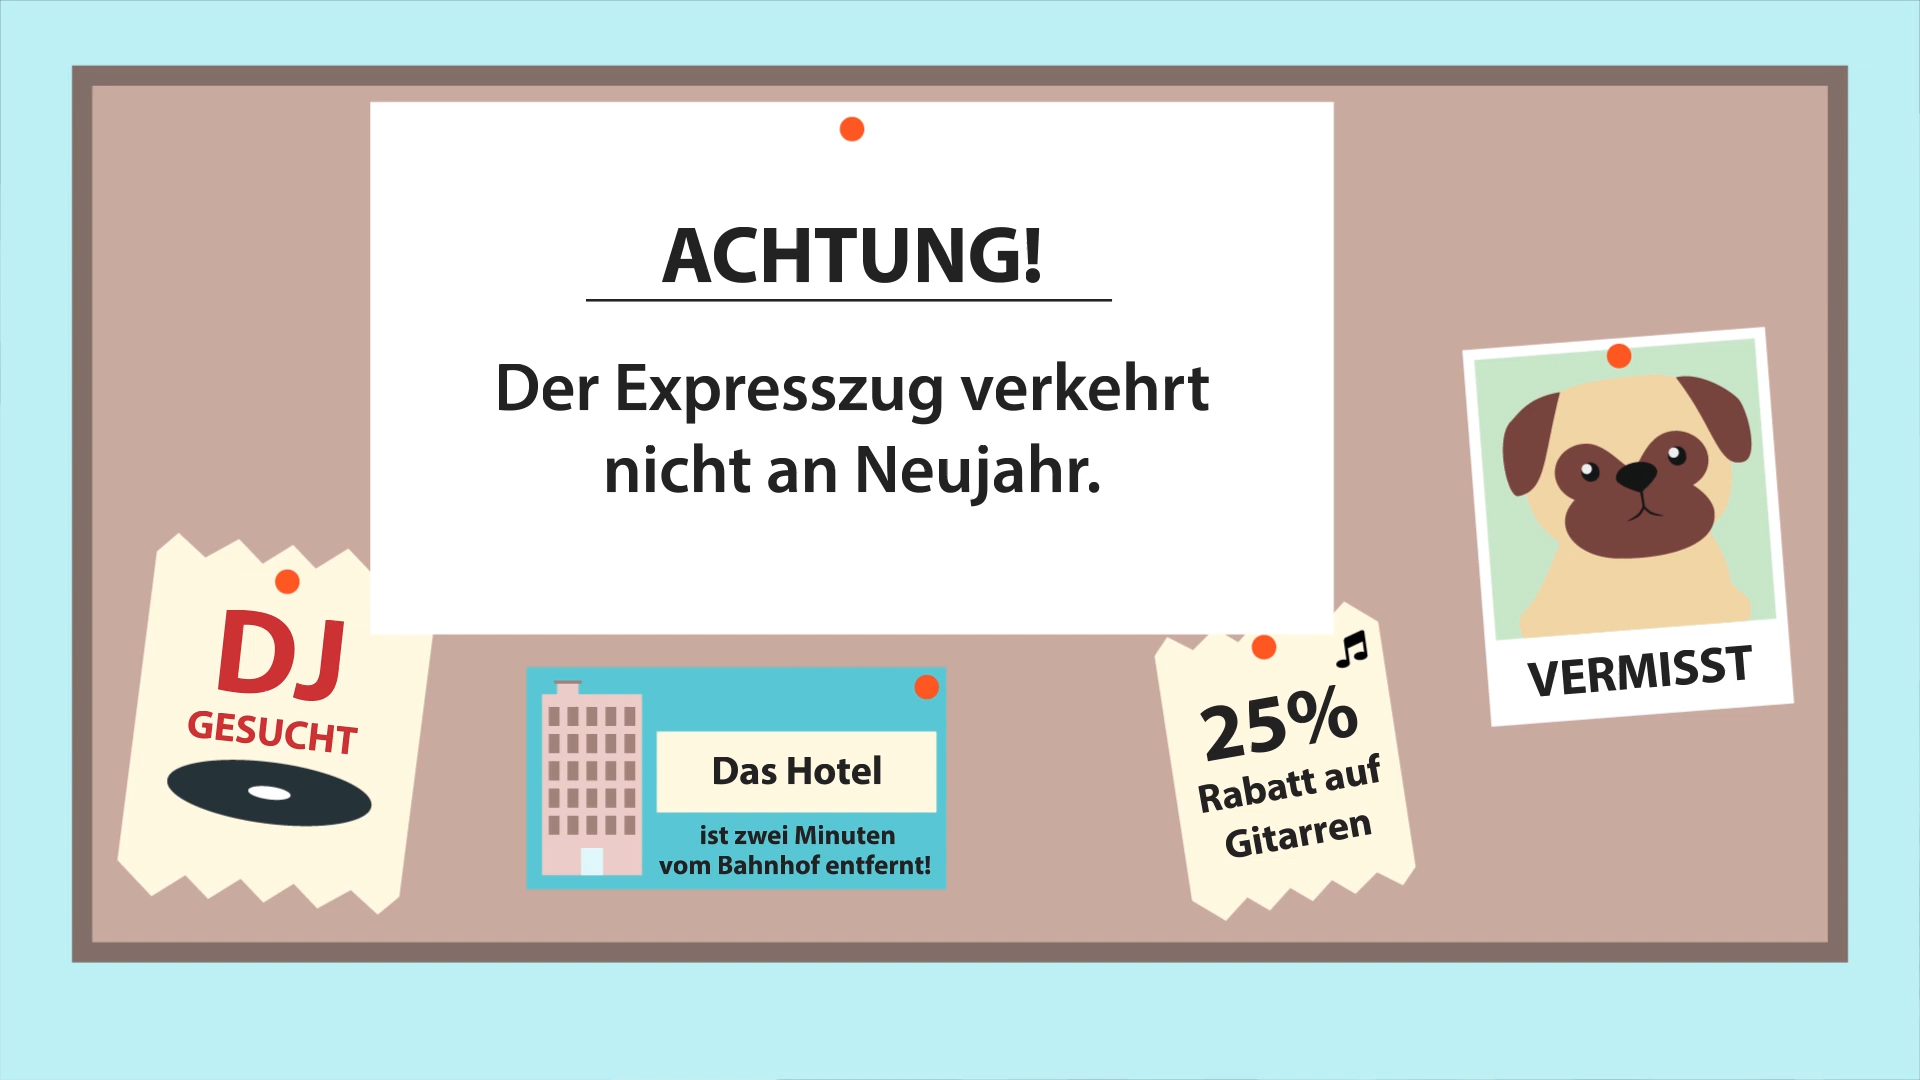 ACHTUNG!
Der Expresszug verkehrt
nicht an Neujahr.
DJ
GESUCHT
Das Hotel
ist zwei Minuten
vom Bahnhof entfernt!
25%
Rabatt auf
Gitarren
VERMISST